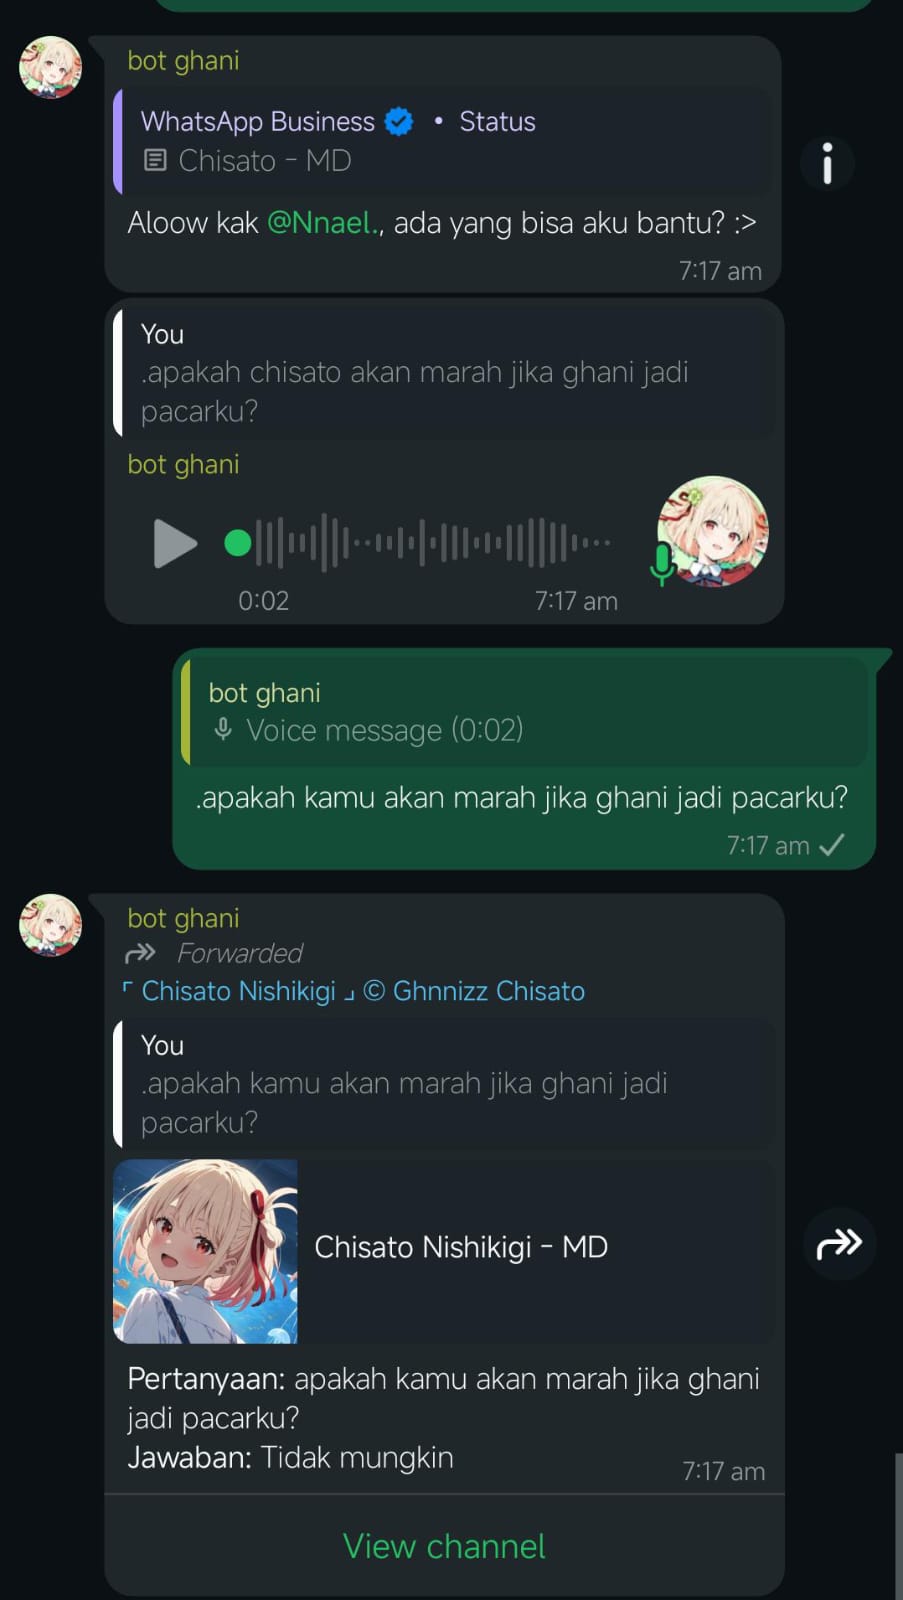 bot ghani
WhatsApp Business • Status
Chisato - MD
Aloow kak @Nnael., ada yang bisa aku bantu? :>
7:17 am
You
.apakah chisato akan marah jika ghani jadi
pacarku?
bot ghani
0:02
7:17 am
bot ghani
Voice message (0:02)
.apakah kamu akan marah jika ghani jadi pacarku?
7:17 am
bot ghani
Forwarded
「 Chisato Nishikigi 」 © Ghnnizz Chisato
You
.apakah kamu akan marah jika ghani jadi
pacarku?
Chisato Nishikigi - MD
Pertanyaan: apakah kamu akan marah jika ghani
jadi pacarku?
Jawaban: Tidak mungkin
7:17 am
View channel